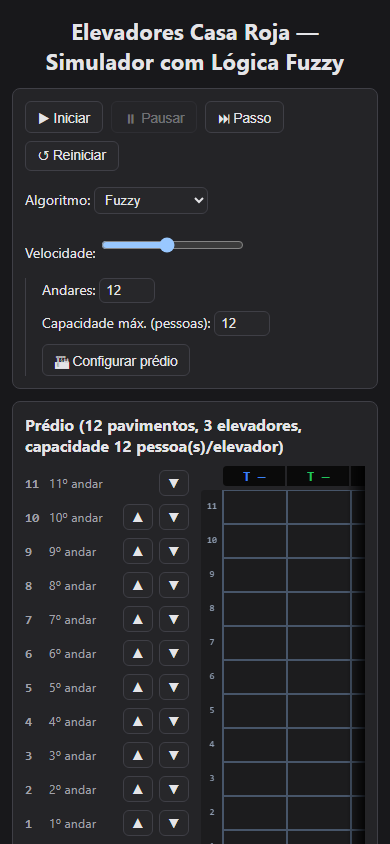 Elevadores Casa Roja —
Simulador com Lógica Fuzzy
▶ Iniciar ⏸ Pausar ⏭ Passo
↺ Reiniciar
Algoritmo: Fuzzy
Velocidade:
Andares: 12
Capacidade máx. (pessoas): 12
Configurar prédio
Prédio (12 pavimentos, 3 elevadores,
capacidade 12 pessoa(s)/elevador)
T — T —
11 11º andar ▼ 11
10 10º andar ▲ ▼ 10
9 9º andar ▲ ▼ 9
8 8º andar ▲ ▼ 8
7 7º andar ▲ ▼ 7
6 6º andar ▲ ▼ 6
5 5º andar ▲ ▼ 5
4 4º andar ▲ ▼ 4
3 3º andar ▲ ▼ 3
2 2º andar ▲ ▼ 2
1 1º andar ▲ ▼